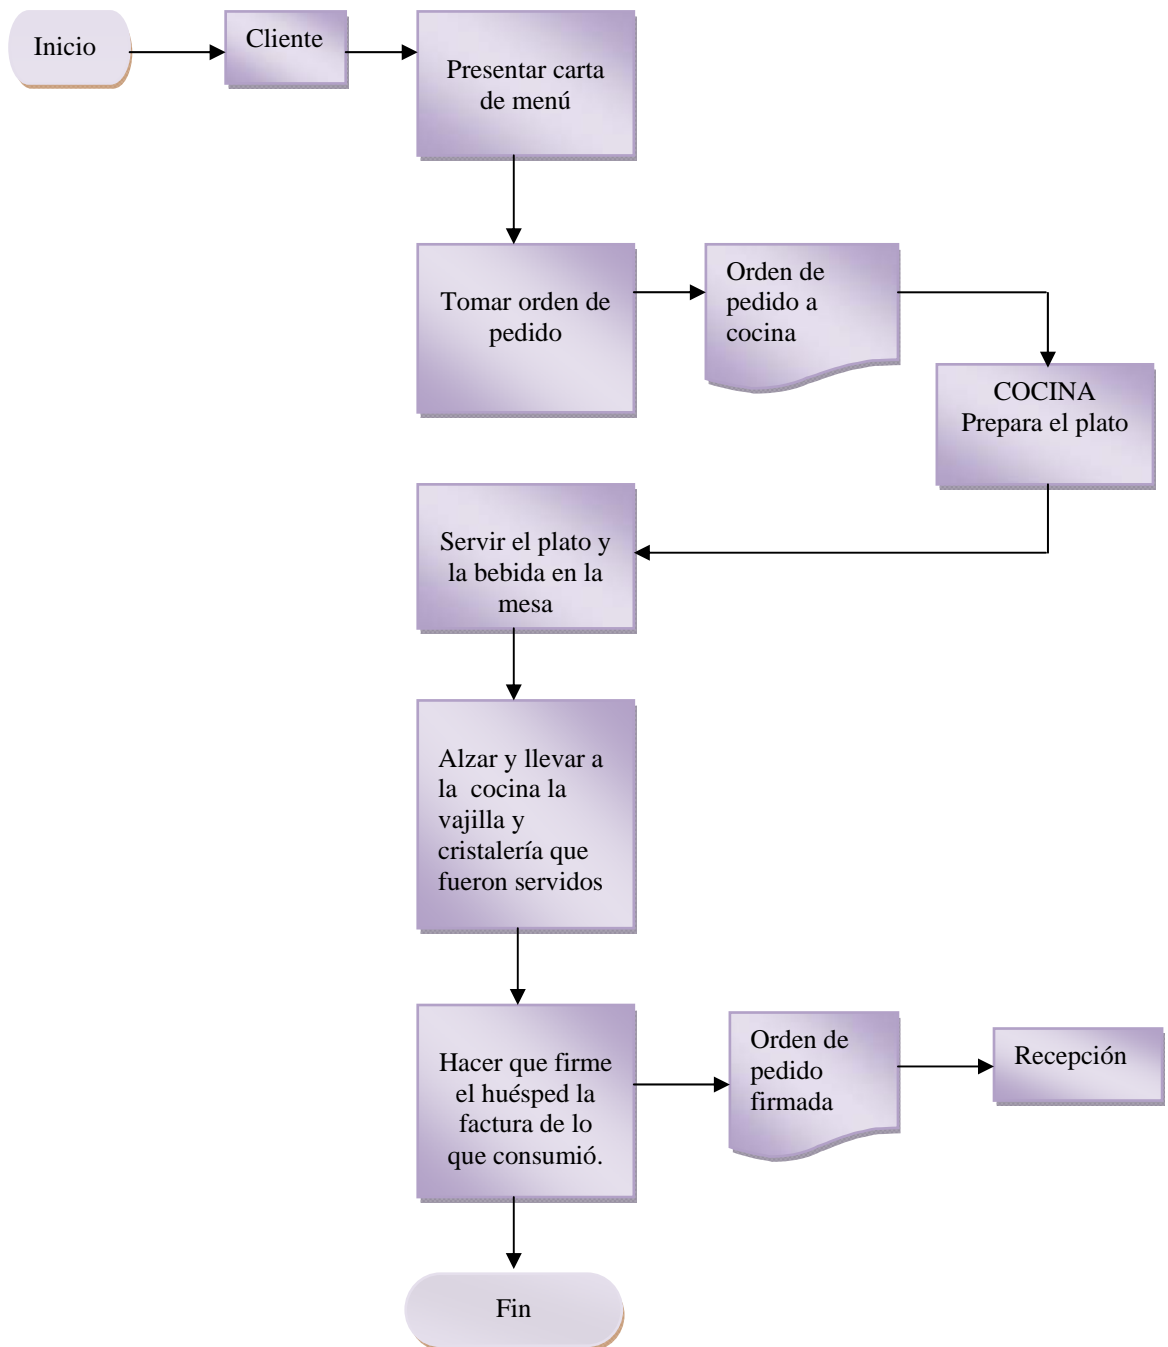 Inicio
Cliente
Presentar carta
de menú
Tomar orden de
pedido
Orden de
pedido a
cocina
COCINA
Prepara el plato
Servir el plato y
la bebida en la
mesa
Alzar y llevar a
la cocina la
vajilla y
cristalería que
fueron servidos
Hacer que firme
el huésped la
factura de lo
que consumió.
Orden de
pedido
firmada
Recepción
Fin